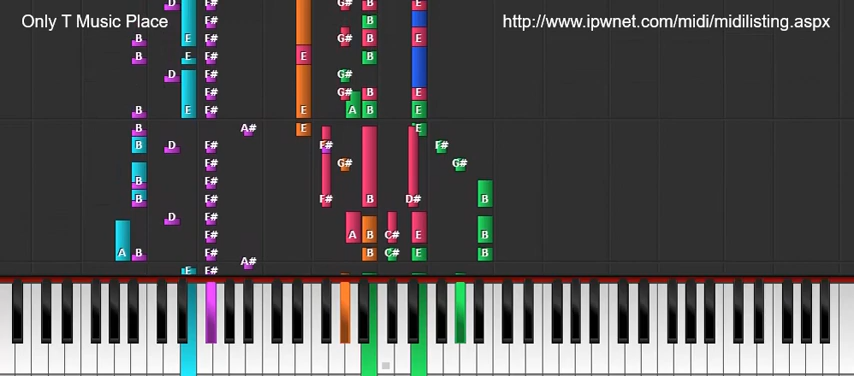 D E F# D B E
Only T Music Place http://www.ipwnet.com/midi/midilisting.aspx
B E F# G# B E
B E F# E B
D F# G#
F# G# B E
B E F# E A B E
B A# E E
B D F# F# F#
F# G# G#
B F#
B F# F# B D# B
D F#
F# A B C# E B
A B F# B C# E B
A#
E F#